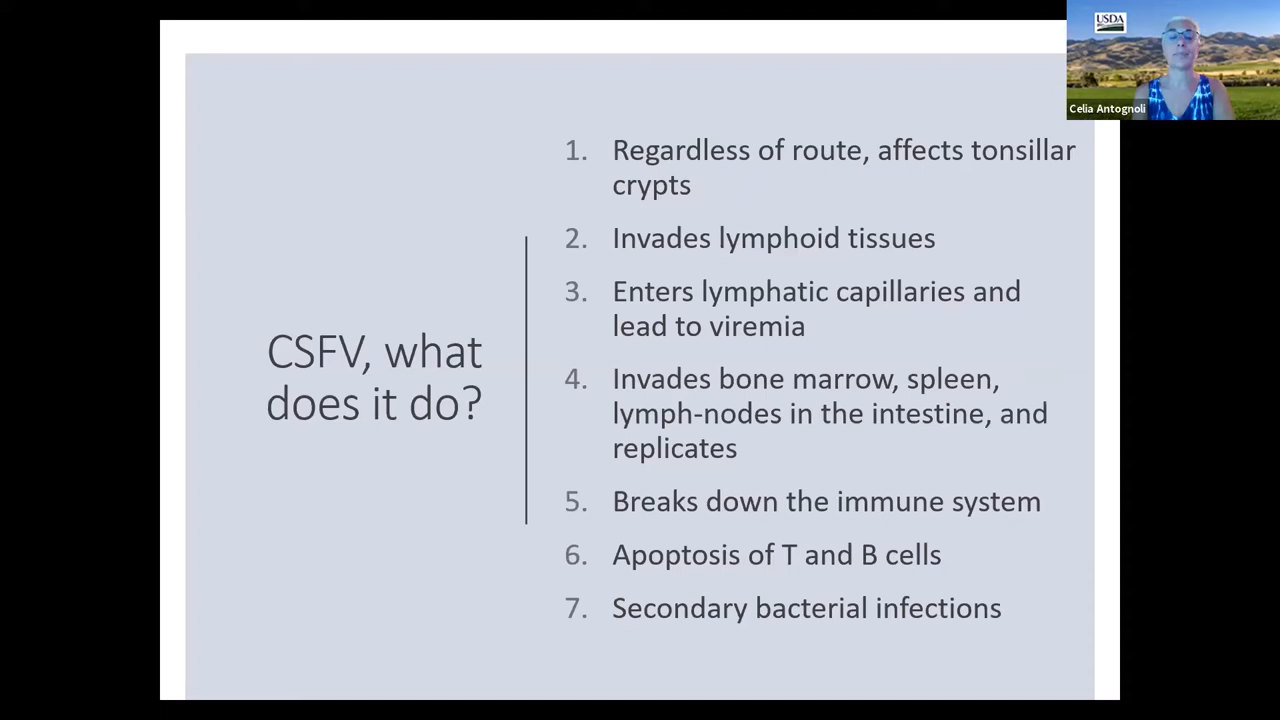 USDA
Celia Antognoli
CSFV, what
does it do?
1. Regardless of route, affects tonsillar
crypts
2. Invades lymphoid tissues
3. Enters lymphatic capillaries and
lead to viremia
4. Invades bone marrow, spleen,
lymph-nodes in the intestine, and
replicates
5. Breaks down the immune system
6. Apoptosis of T and B cells
7. Secondary bacterial infections